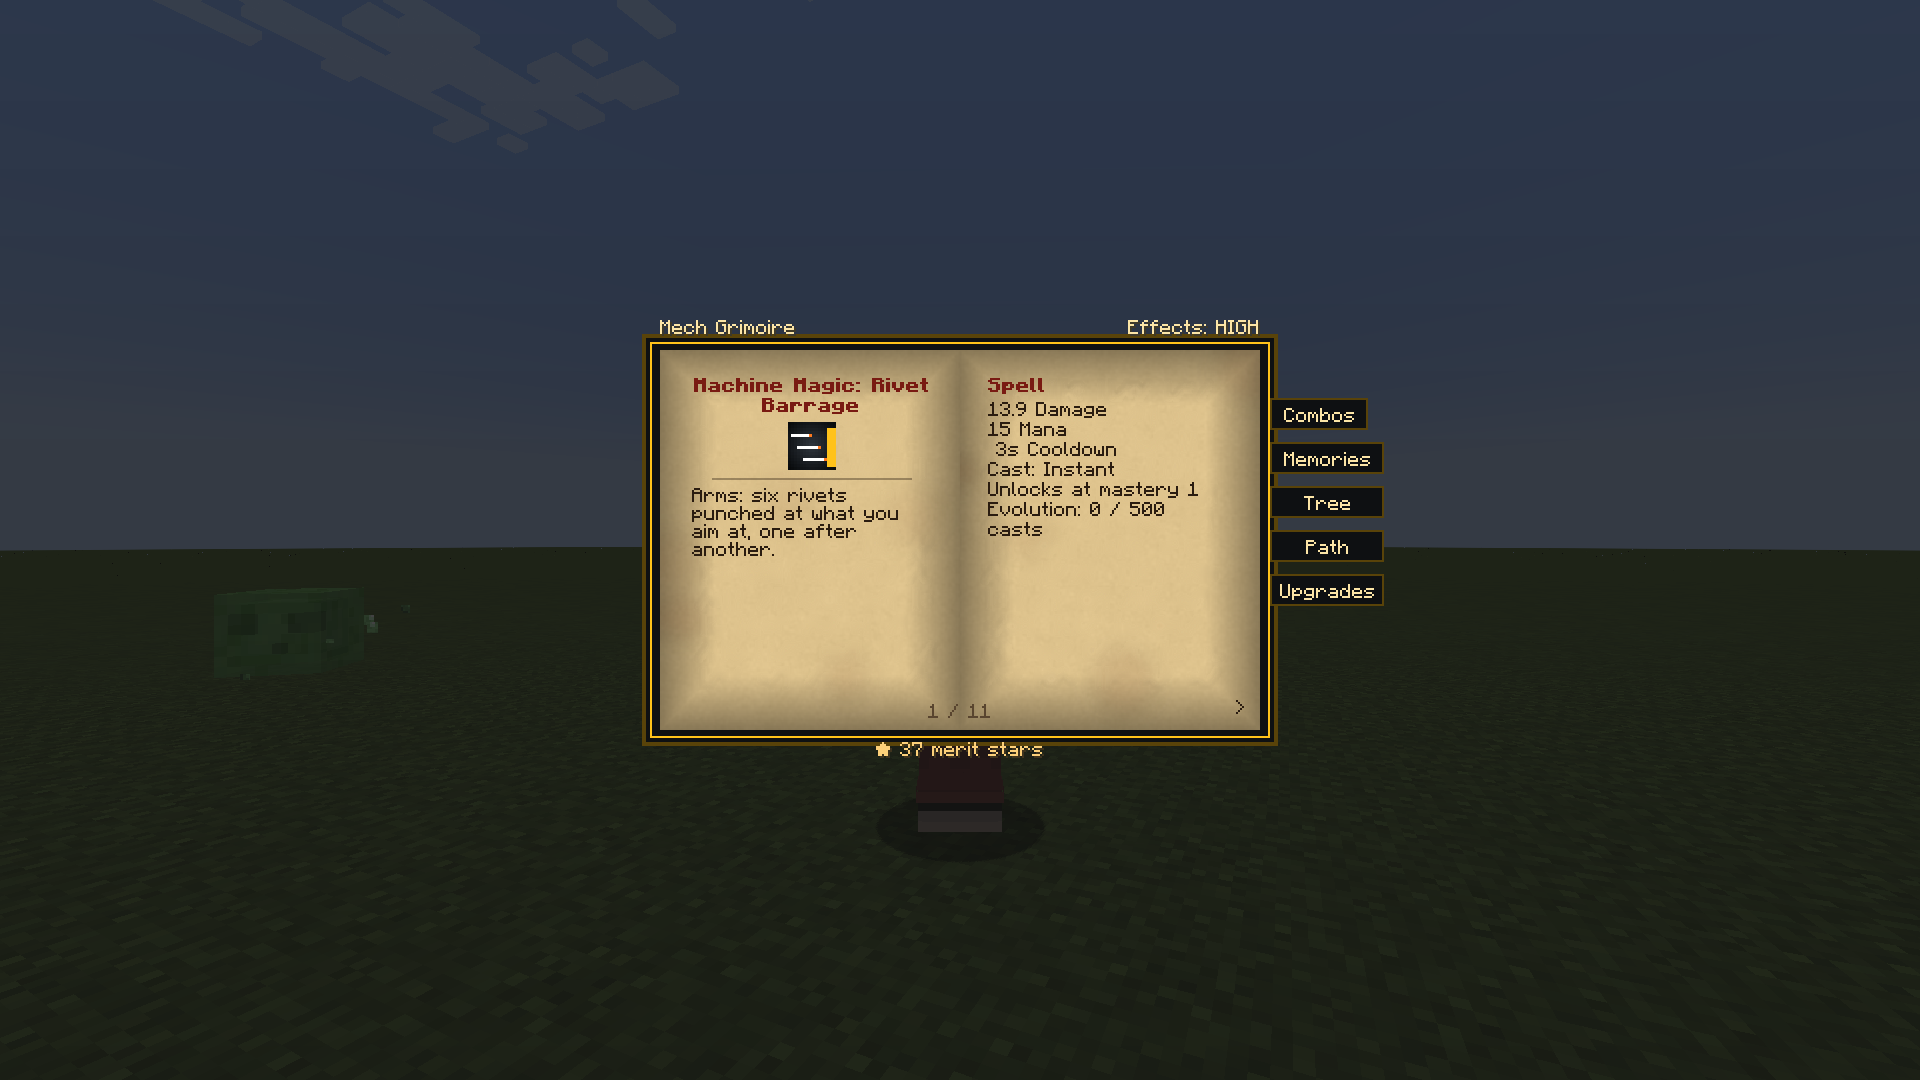 Mech Grimoire
Effects: HIGH
Machine Magic: Rivet
Barrage
Arms: six rivets
punched at what you
aim at, one after
another.
Spell
13.9 Damage
15 Mana
3s Cooldown
Cast: Instant
Unlocks at mastery 1
Evolution: 0 / 500
casts
Combos
Memories
Tree
Path
Upgrades
1 / 11
>
★ 37 merit stars